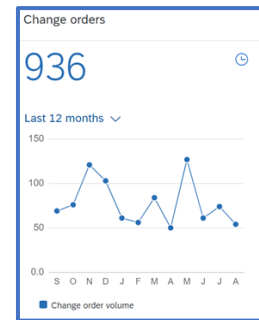 Change orders
936
Last 12 months
150
100
50
0.0
S O N D J F M A M J J A
Change order volume